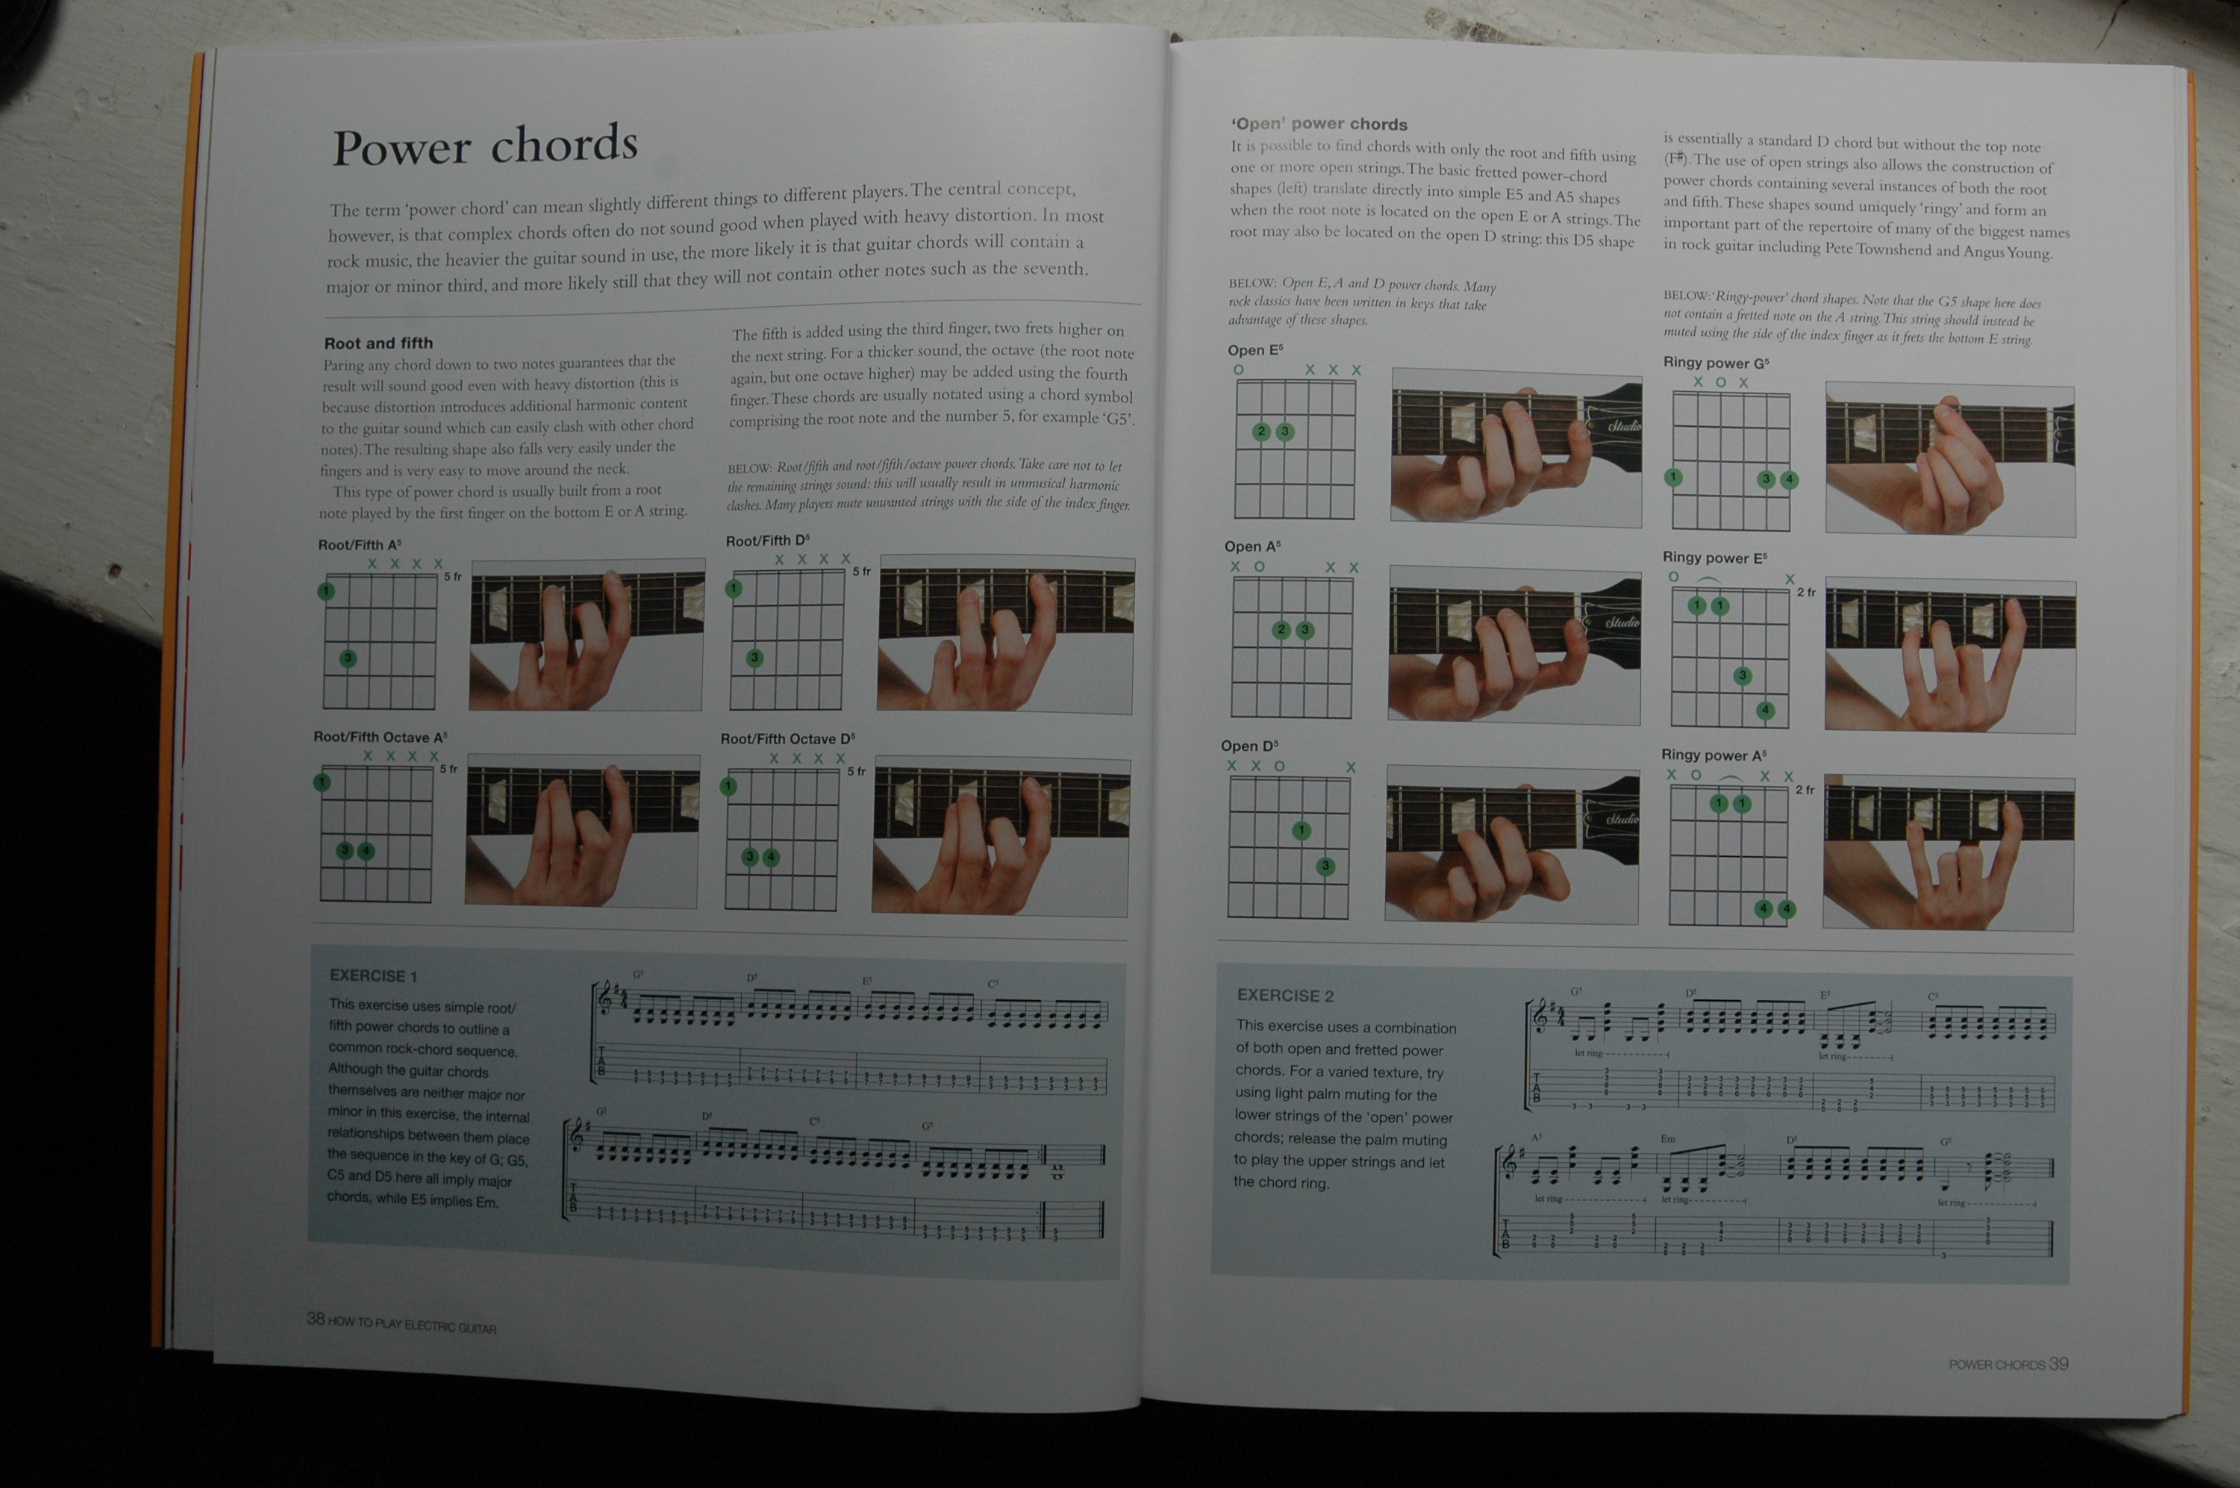 Power chords
The term ‘power chord’ can mean slightly different things to different players. The central concept,
however, is that complex chords often do not sound good when played with heavy distortion. In most
rock music, the heavier the guitar sound in use, the more likely it is that guitar chords will contain a
major or minor third, and more likely still that they will not contain other notes such as the seventh.
Root and fifth
Paring any chord down to two notes guarantees that the
result will sound good even with heavy distortion (this is
because distortion introduces additional harmonic content
to the guitar sound which can easily clash with other chord
notes). The resulting shape also falls very easily under the
fingers and is very easy to move around the neck.
This type of power chord is usually built from a root
note played by the first finger on the bottom E or A string.
The fifth is added using the third finger, two frets higher on
the next string. For a thicker sound, the octave (the root note
again, but one octave higher) may be added using the fourth
finger. These chords are usually notated using a chord symbol
comprising the root note and the number 5, for example ‘G5’.
BELOW: Root/fifth and root/fifth/octave power chords. Take care not to let
the remaining strings sound: this will usually result in unmusical harmonic
clashes. Many players mute unwanted strings with the side of the index finger.
Root/Fifth A⁵
X X X X
5 fr
1
3
Root/Fifth D⁵
X X X X
5 fr
1
3
Root/Fifth Octave A⁵
X X X X
5 fr
1
3 4
Root/Fifth Octave D⁵
X X X X
5 fr
1
3 4
EXERCISE 1
This exercise uses simple root/
fifth power chords to outline a
common rock-chord sequence.
Although the guitar chords
themselves are neither major nor
minor in this exercise, the internal
relationships between them place
the sequence in the key of G; G5,
C5 and D5 here all imply major
chords, while E5 implies Em.
G⁵ D⁵ E⁵ C⁵
G⁵ D⁵ C⁵ G⁵
38 HOW TO PLAY ELECTRIC GUITAR
‘Open’ power chords
It is possible to find chords with only the root and fifth using
one or more open strings. The basic fretted power-chord
shapes (left) translate directly into simple E5 and A5 shapes
when the root note is located on the open E or A strings. The
root may also be located on the open D string: this D5 shape
is essentially a standard D chord but without the top note
(F#). The use of open strings also allows the construction of
power chords containing several instances of both the root
and fifth. These shapes sound uniquely ‘ringy’ and form an
important part of the repertoire of many of the biggest names
in rock guitar including Pete Townshend and Angus Young.
BELOW: Open E, A and D power chords. Many
rock classics have been written in keys that take
advantage of these shapes.
BELOW: ‘Ringy-power’ chord shapes. Note that the G5 shape here does
not contain a fretted note on the A string. This string should instead be
muted using the side of the index finger as it frets the bottom E string.
Open E⁵
O X X X
2 3
Studio
Ringy power G⁵
X O X
1 3 4
Open A⁵
X O X X
2 3
Studio
Ringy power E⁵
O X
2 fr
1 1
3
4
Open D⁵
X X O X
1
3
Studio
Ringy power A⁵
X O X X
2 fr
1 1
4 4
EXERCISE 2
This exercise uses a combination
of both open and fretted power
chords. For a varied texture, try
using light palm muting for the
lower strings of the ‘open’ power
chords; release the palm muting
to play the upper strings and let
the chord ring.
G⁵ D⁵ E⁵ C⁵
let ring let ring
A⁵ Em D⁵ G⁵
let ring let ring let ring
POWER CHORDS 39